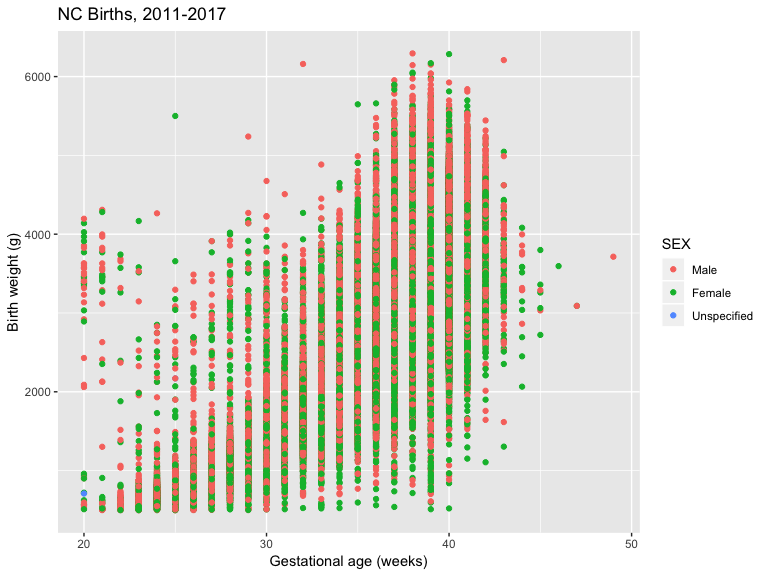 NC Births, 2011-2017
Birth weight (g)
6000
4000
2000
20 30 40 50
Gestational age (weeks)
SEX
Male
Female
Unspecified